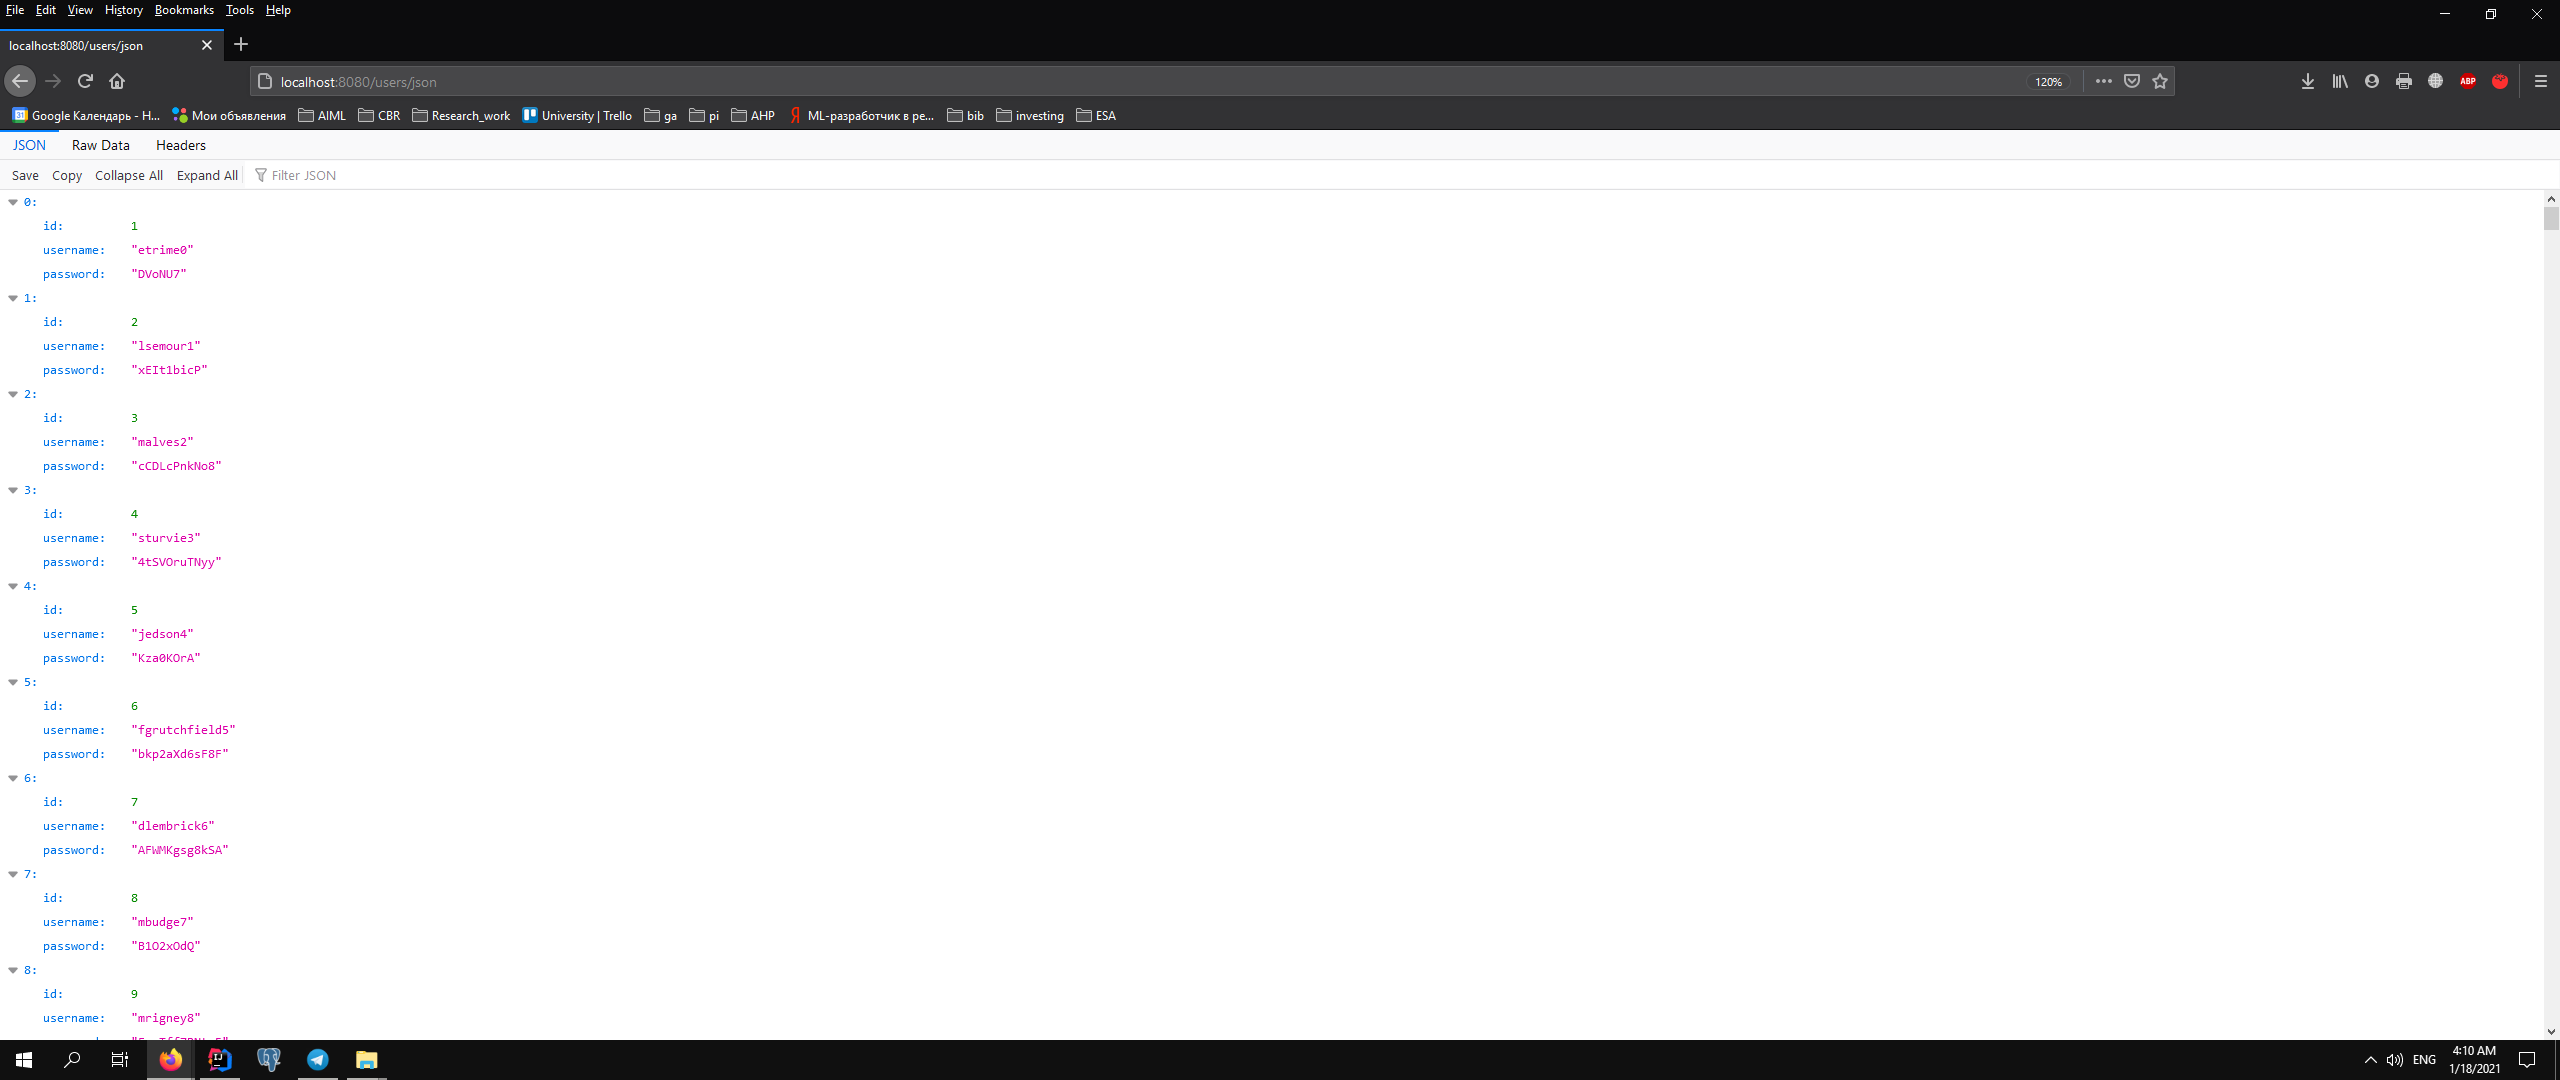 File Edit View History Bookmarks Tools Help
localhost:8080/users/json
localhost:8080/users/json 120%
Google Календарь - Н... Мои объявления AIML CBR Research_work University | Trello ga pi AHP ML-разработчик в ре... bib investing ESA
JSON Raw Data Headers
Save Copy Collapse All Expand All Filter JSON
0:
id: 1
username: "etrime0"
password: "DVoNU7"
1:
id: 2
username: "lsemour1"
password: "xEIt1bicP"
2:
id: 3
username: "malves2"
password: "cCDLcPnkNo8"
3:
id: 4
username: "sturvie3"
password: "4tSVOruTNyy"
4:
id: 5
username: "jedson4"
password: "Kza0KOrA"
5:
id: 6
username: "fgrutchfield5"
password: "bkp2aXd6sF8F"
6:
id: 7
username: "dlembrick6"
password: "AFWMKgsg8kSA"
7:
id: 8
username: "mbudge7"
password: "B1O2xOdQ"
8:
id: 9
username: "mrigney8"
ENG
4:10 AM
1/18/2021